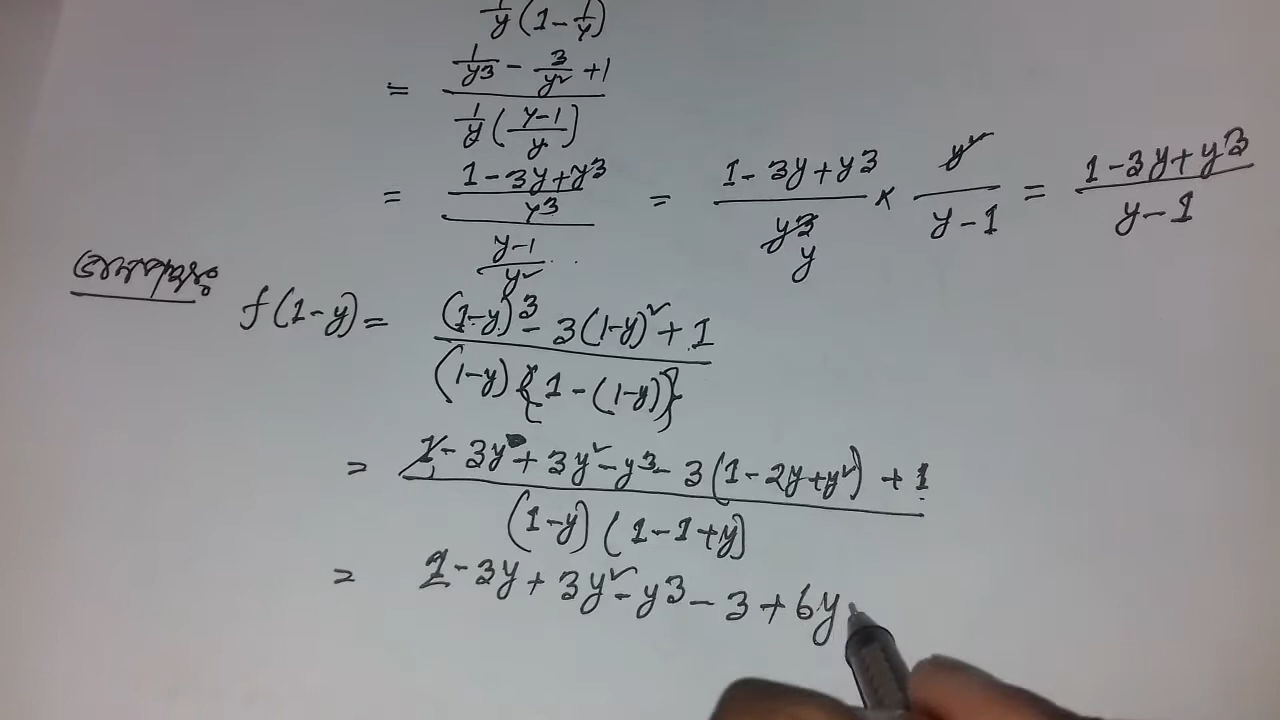 1/y (1 - 1/y)
= (1/y³ - 3/y² + 1) / (1/y ((y-1)/y))
= ((1 - 3y + y³)/y³) / ((y-1)/y²) = (1 - 3y + y³)/y³ y × y²/(y-1) = (1 - 3y + y³)/(y-1)
f(1-y) = ((1-y)³ - 3(1-y)² + 1) / ((1-y){1-(1-y)})
= (1 - 3y + 3y² - y³ - 3(1 - 2y + y²) + 1) / ((1-y)(1-1+y))
= 2 - 3y + 3y² - y³ - 3 + 6y